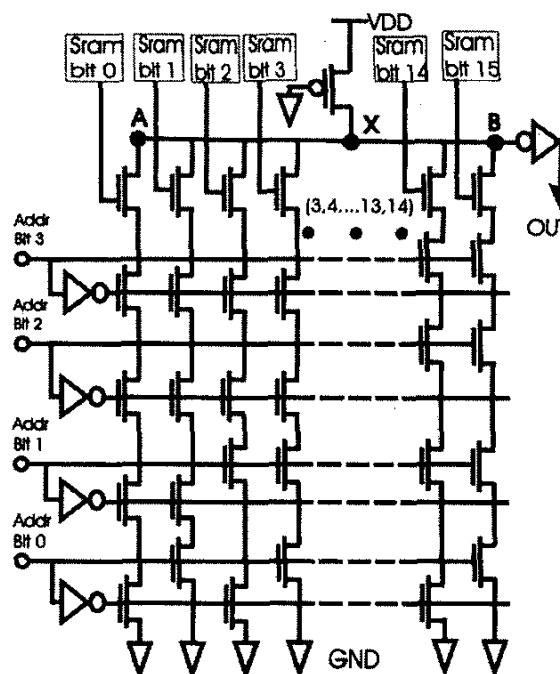 VDD
Sram
bit 0
Sram
bit 1
Sram
bit 2
Sram
bit 3
Sram
bit 14
Sram
bit 15
A
X
B
(3,4,...13,14)
OUT
Addr
Bit 3
Addr
Bit 2
Addr
Bit 1
Addr
Bit 0
GND